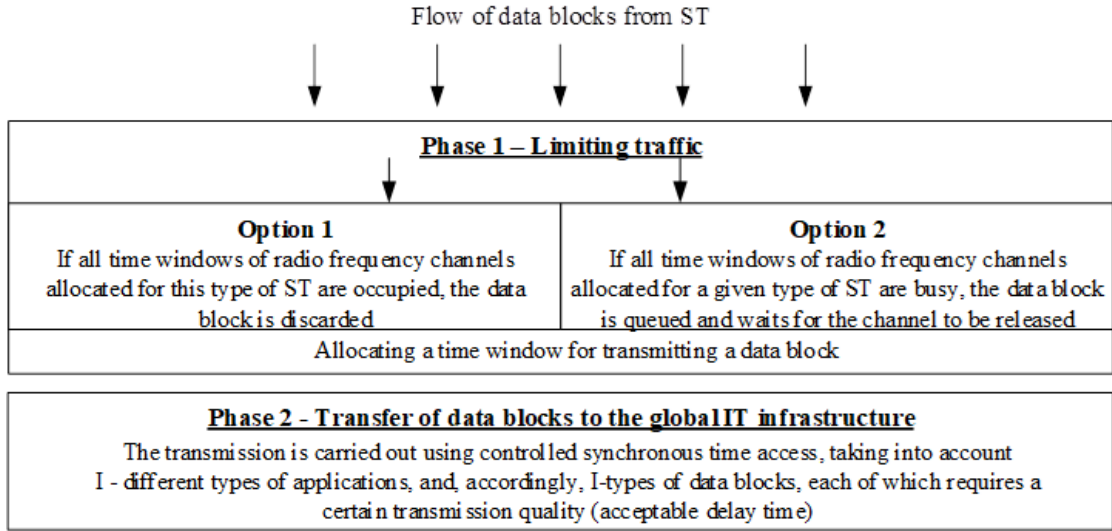 Flow of data blocks from ST
Phase 1 – Limiting traffic
Option 1
If all time windows of radio frequency channels
allocated for this type of ST are occupied, the data
block is discarded
Option 2
If all time windows of radio frequency channels
allocated for a given type of ST are busy, the data block
is queued and waits for the channel to be released
Allocating a time window for transmitting a data block
Phase 2 - Transfer of data blocks to the global IT infrastructure
The transmission is carried out using controlled synchronous time access, taking into account
I - different types of applications, and, accordingly, I-types of data blocks, each of which requires a
certain transmission quality (acceptable delay time)